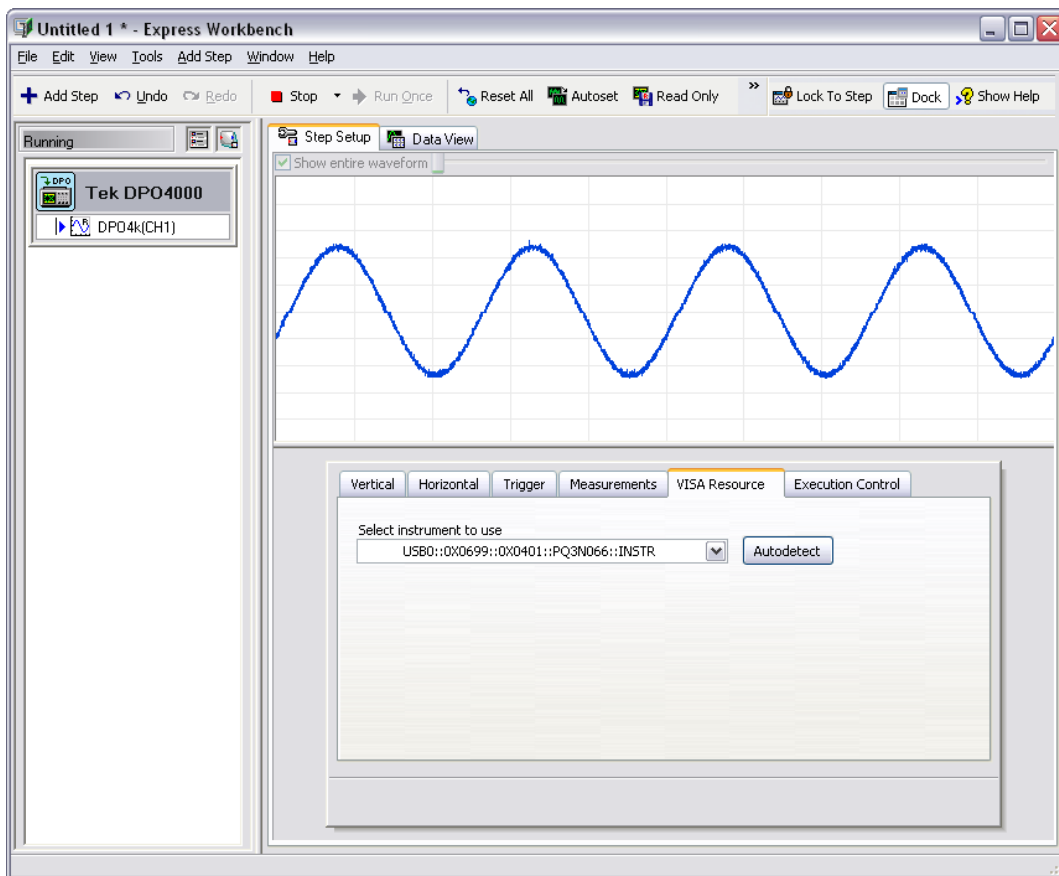 Untitled 1 * - Express Workbench
File Edit View Tools Add Step Window Help
Add Step Undo Redo Stop Run Once Reset All Autoset Read Only » Lock To Step Dock Show Help
Running
Step Setup Data View
Show entire waveform
DPO
Tek DPO4000
DPO4k(CH1)
Vertical Horizontal Trigger Measurements VISA Resource Execution Control
Select instrument to use
USB0::0X0699::0X0401::PQ3N066::INSTR
Autodetect